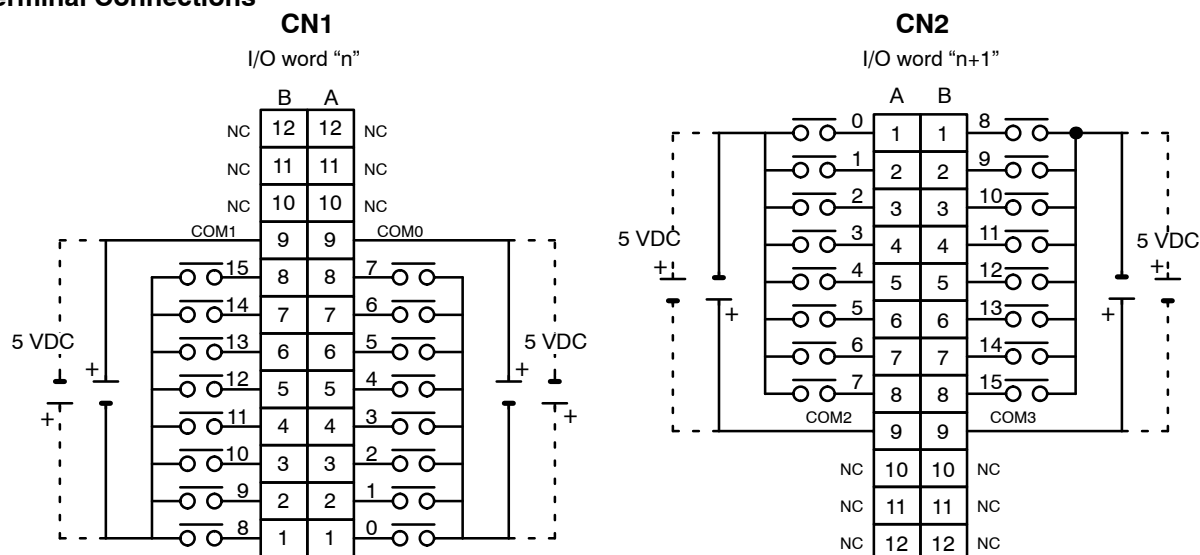 erminal Connections
CN1
I/O word “n”
B A
NC 12 12 NC
NC 11 11 NC
NC 10 10 NC
COM1 9 9 COM0
15 8 8 7
14 7 7 6
13 6 6 5
12 5 5 4
11 4 4 3
10 3 3 2
9 2 2 1
8 1 1 0
5 VDC
+
+
5 VDC
+
+
CN2
I/O word “n+1”
A B
0 1 1 8
1 2 2 9
2 3 3 10
3 4 4 11
4 5 5 12
5 6 6 13
6 7 7 14
7 8 8 15
COM2 9 9 COM3
NC 10 10 NC
NC 11 11 NC
NC 12 12 NC
5 VDC
+
+
5 VDC
+
+